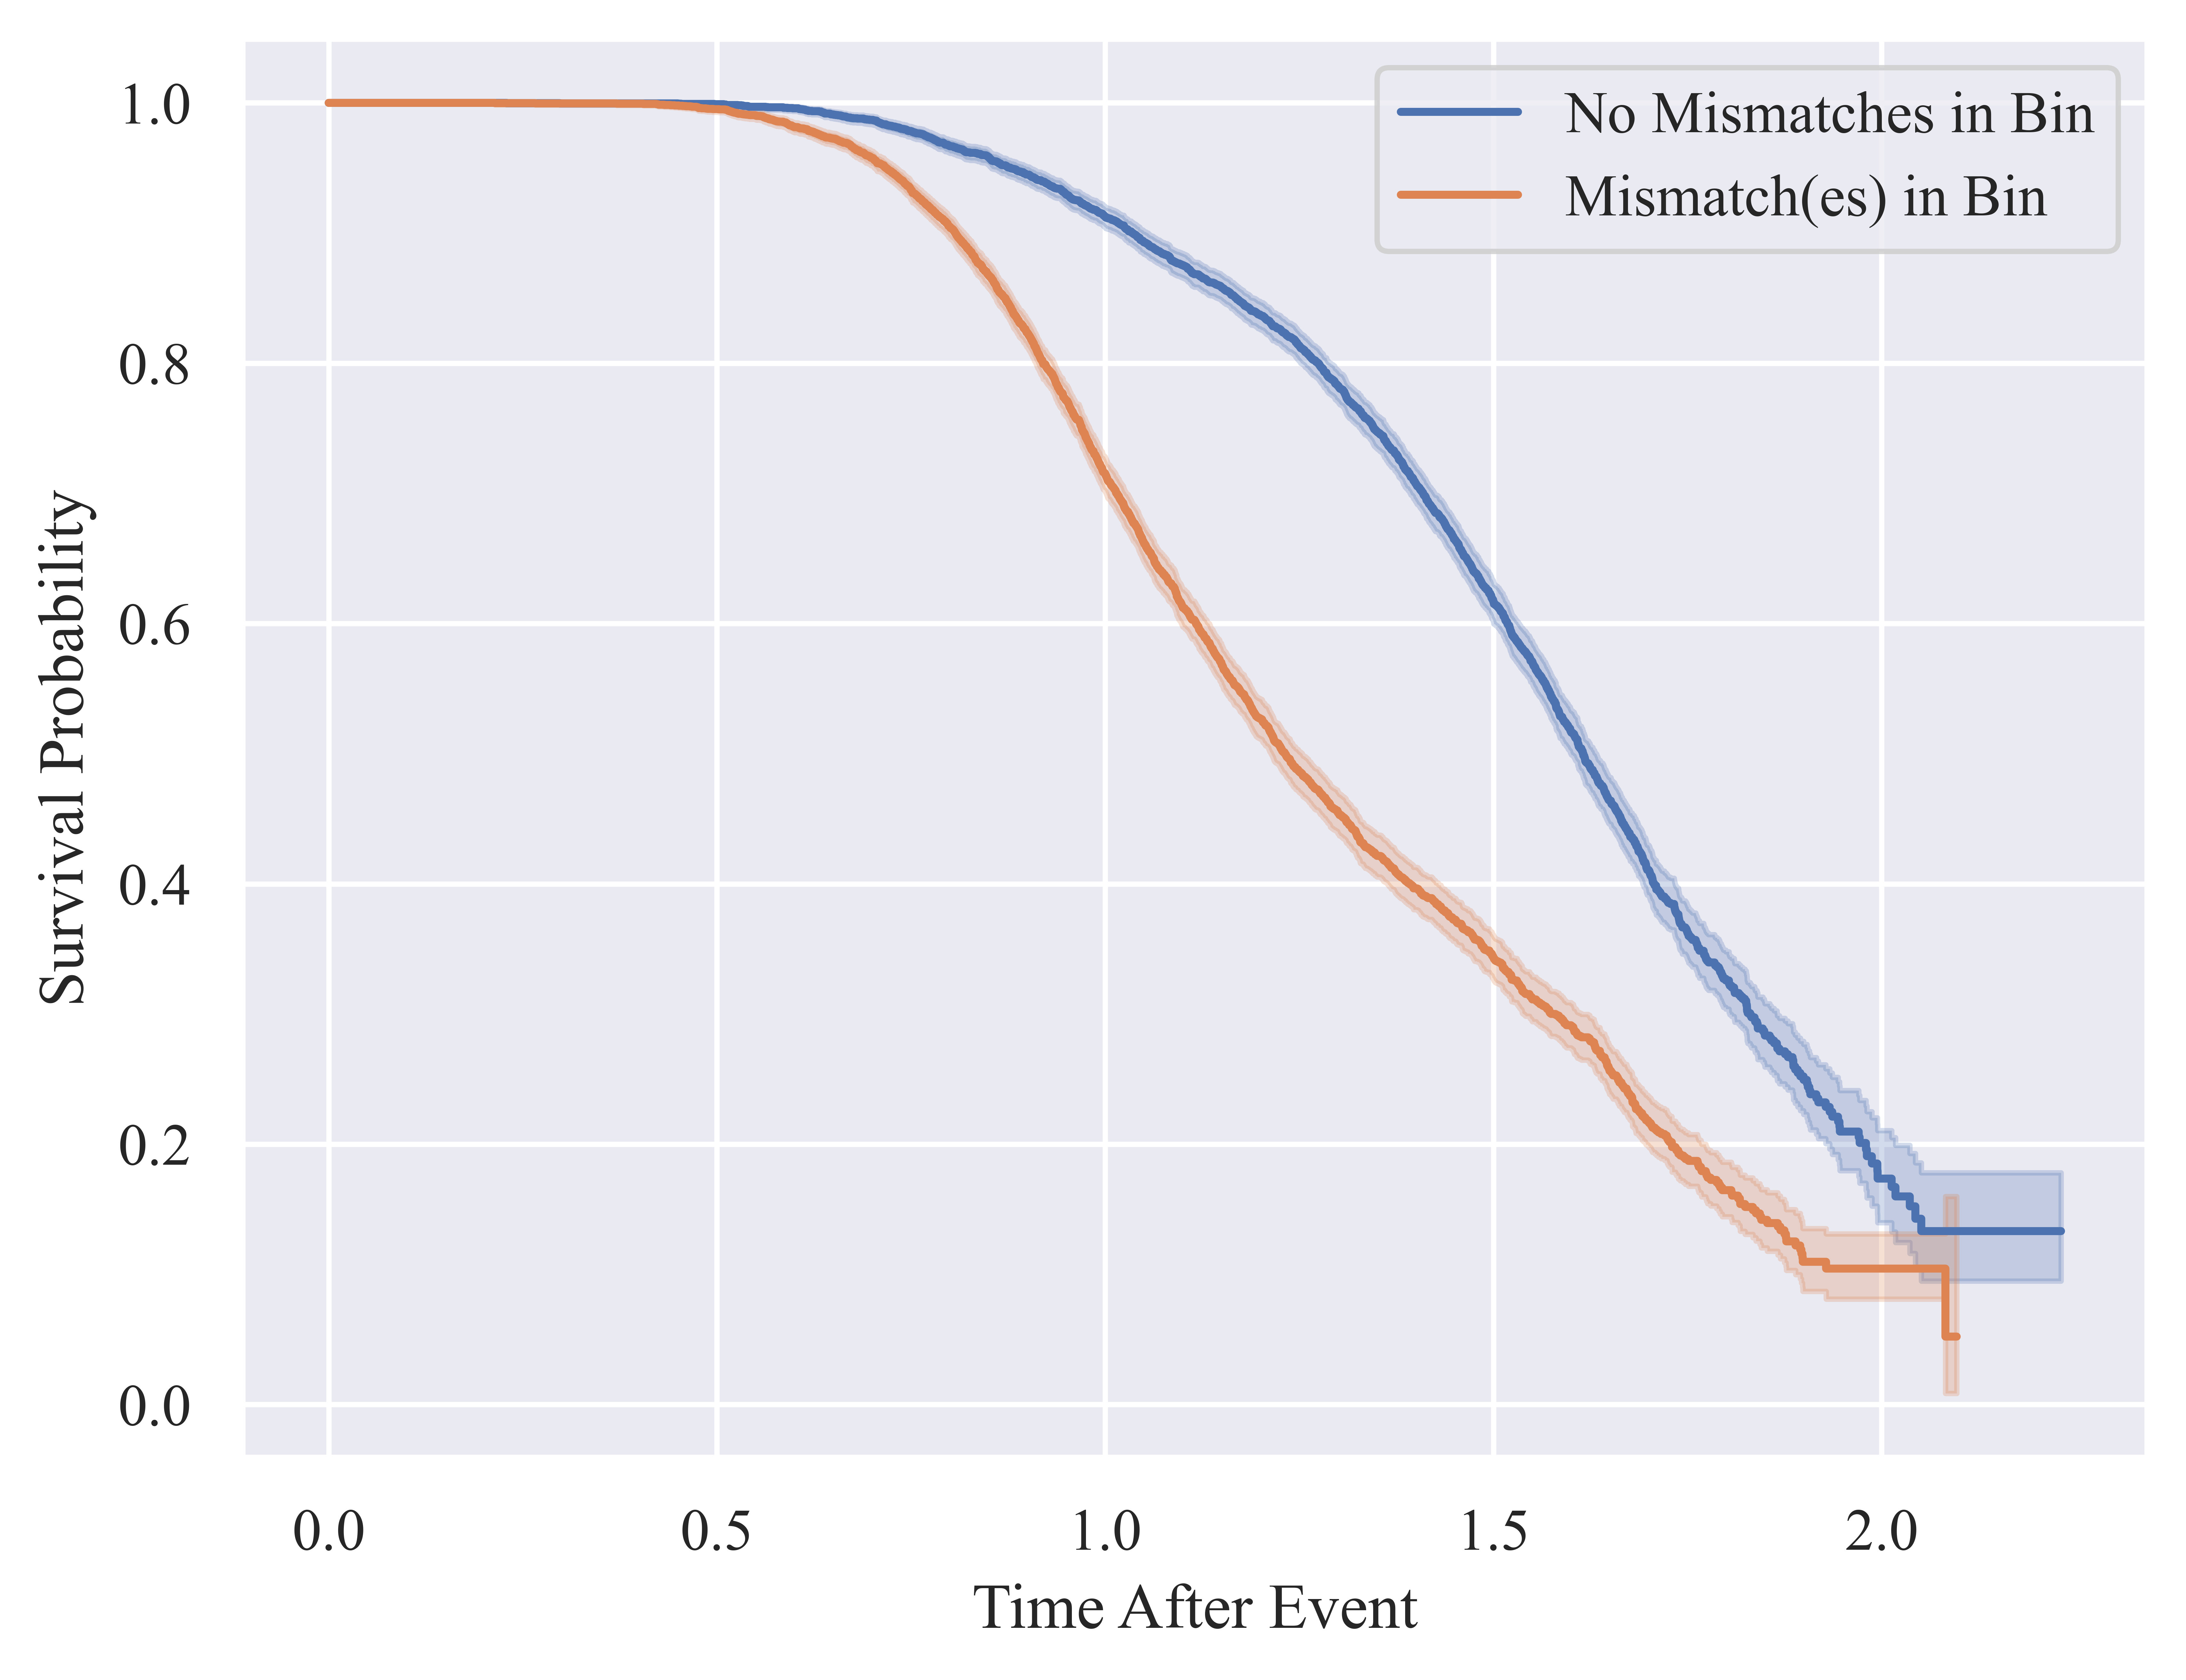 No Mismatches in Bin
Mismatch(es) in Bin
1.0
0.8
0.6
0.4
0.2
0.0
Survival Probability
0.0 0.5 1.0 1.5 2.0
Time After Event